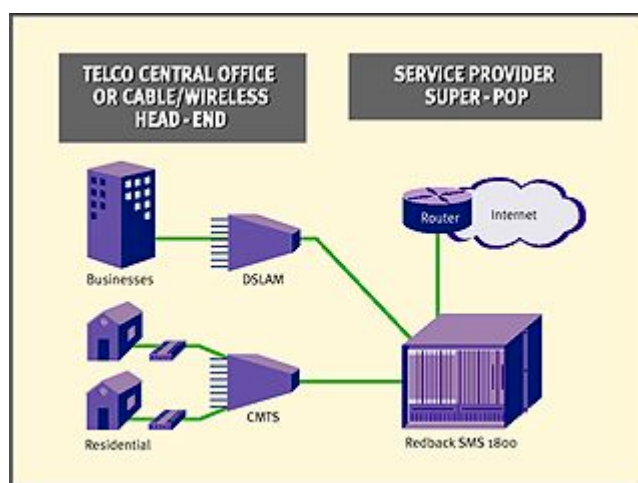 TELCO CENTRAL OFFICE
OR CABLE/WIRELESS
HEAD-END
SERVICE PROVIDER
SUPER-POP
Router
Internet
Businesses
DSLAM
Residential
CMTS
Redback SMS 1800